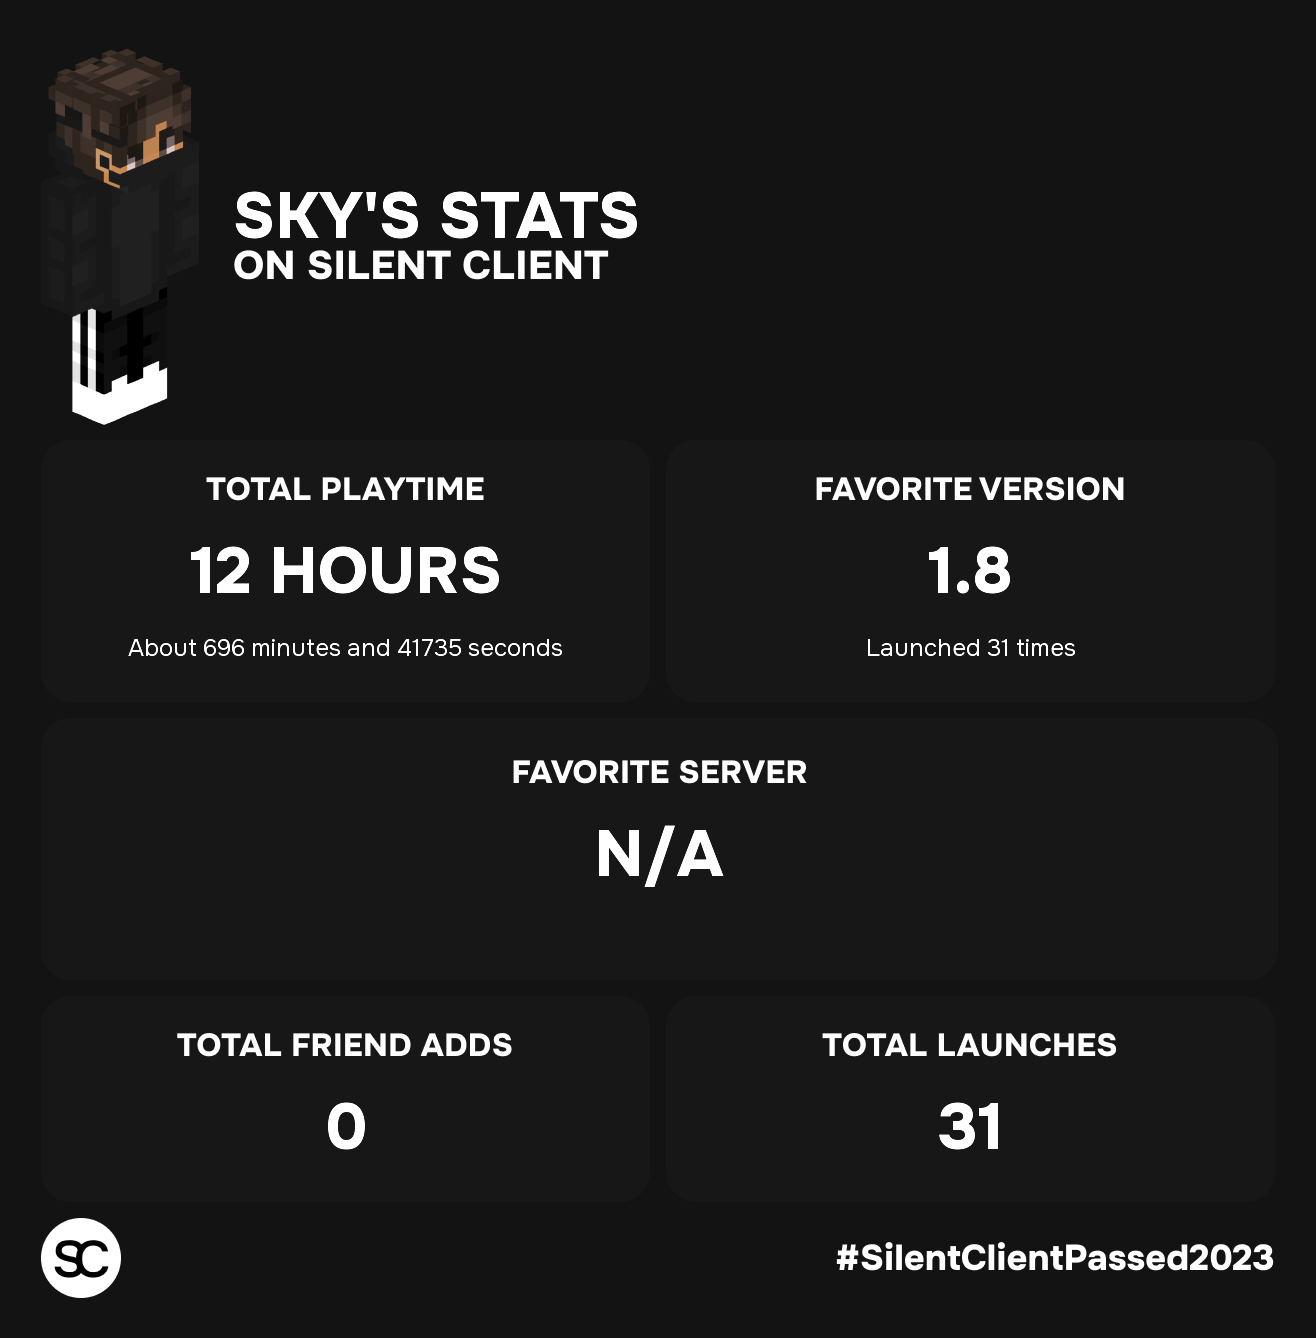 SKY'S STATS
ON SILENT CLIENT
TOTAL PLAYTIME
12 HOURS
About 696 minutes and 41735 seconds
FAVORITE VERSION
1.8
Launched 31 times
FAVORITE SERVER
N/A
TOTAL FRIEND ADDS
0
TOTAL LAUNCHES
31
SC
#SilentClientPassed2023